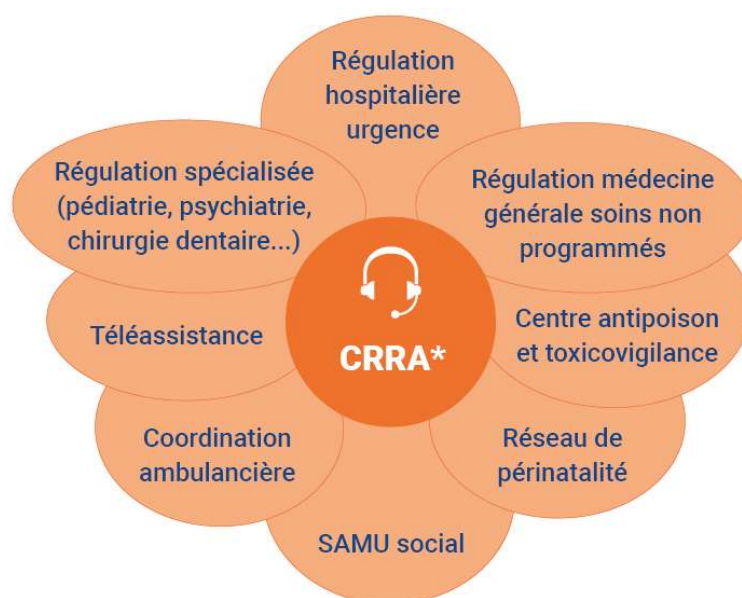 Régulation
hospitalière
urgence
Régulation spécialisée
(pédiatrie, psychiatrie,
chirurgie dentaire...)
Régulation médecine
générale soins non
programmés
CRRA*
Téléassistance
Centre antipoison
et toxicovigilance
Coordination
ambulancière
Réseau de
périnatalité
SAMU social